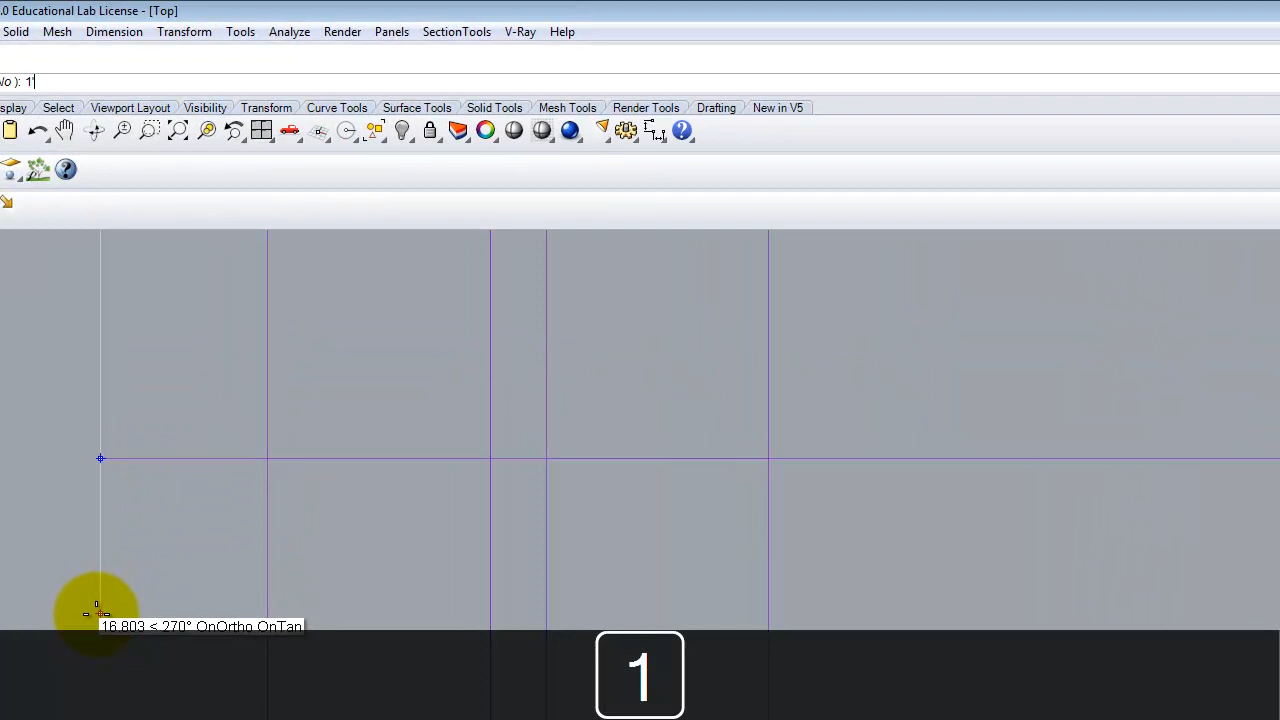 .0 Educational Lab License - [Top]
Solid Mesh Dimension Transform Tools Analyze Render Panels SectionTools V-Ray Help
No ): 1'
splay Select Viewport Layout Visibility Transform Curve Tools Surface Tools Solid Tools Mesh Tools Render Tools Drafting New in V5
16.803 < 270° OnOrtho OnTan
1